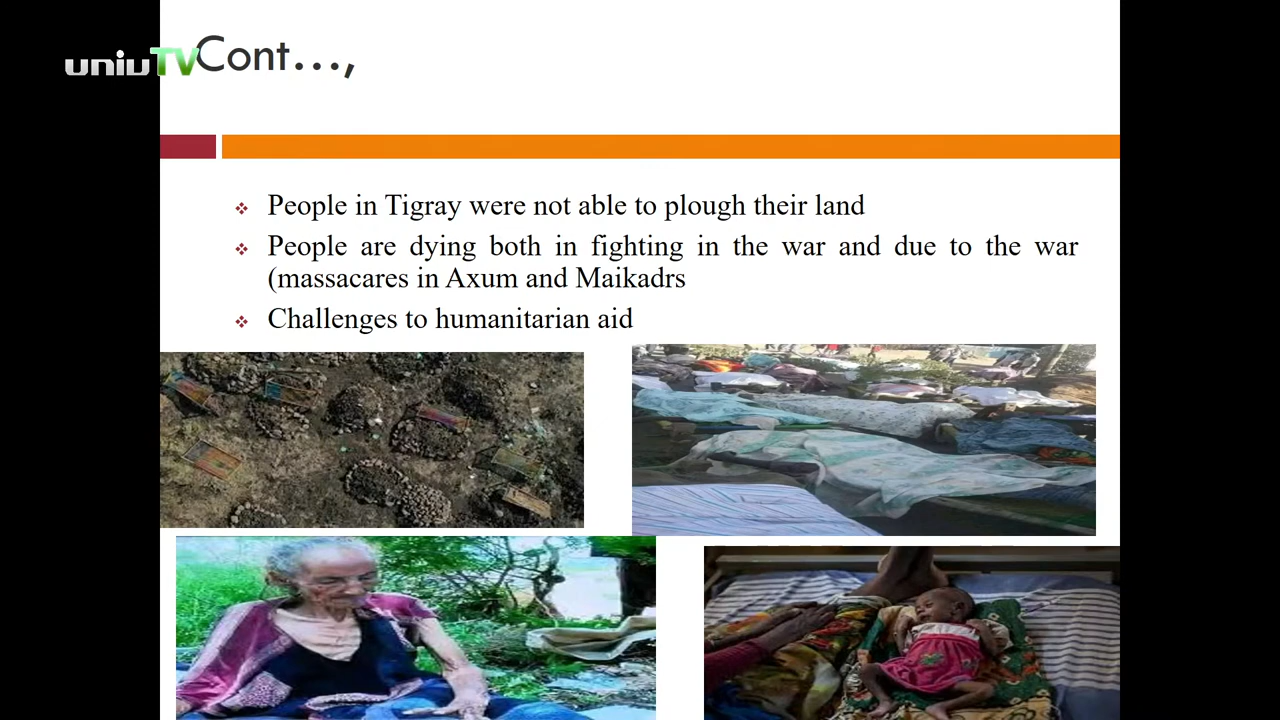 uniuTV
Cont...,
People in Tigray were not able to plough their land
People are dying both in fighting in the war and due to the war
(massacares in Axum and Maikadrs
Challenges to humanitarian aid